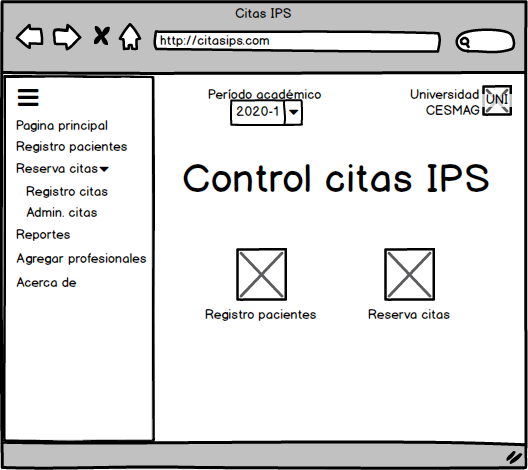 Citas IPS
http://citasips.com
Período académico
2020-1
Universidad
CESMAG
UNI
Pagina principal
Registro pacientes
Reserva citas
Registro citas
Admin. citas
Reportes
Agregar profesionales
Acerca de
Control citas IPS
Registro pacientes
Reserva citas